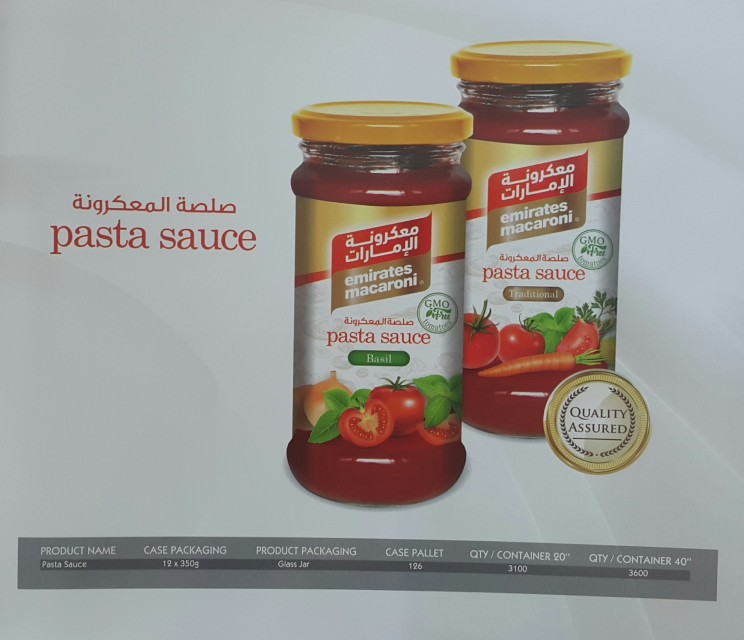 صلصة المعكرونة
pasta sauce
معكرونة
الإمارات
emirates
macaroni®
GMO
Free
tomatoes
صلصة المعكرونة
pasta sauce
Basil
معكرونة
الإمارات
emirates
macaroni®
GMO
Free
tomatoes
صلصة المعكرونة
pasta sauce
Traditional
QUALITY
ASSURED
PRODUCT NAME CASE PACKAGING PRODUCT PACKAGING CASE PALLET QTY / CONTAINER 20" QTY / CONTAINER 40"
Pasta Sauce 12 x 350g Glass Jar 126 3100 3600